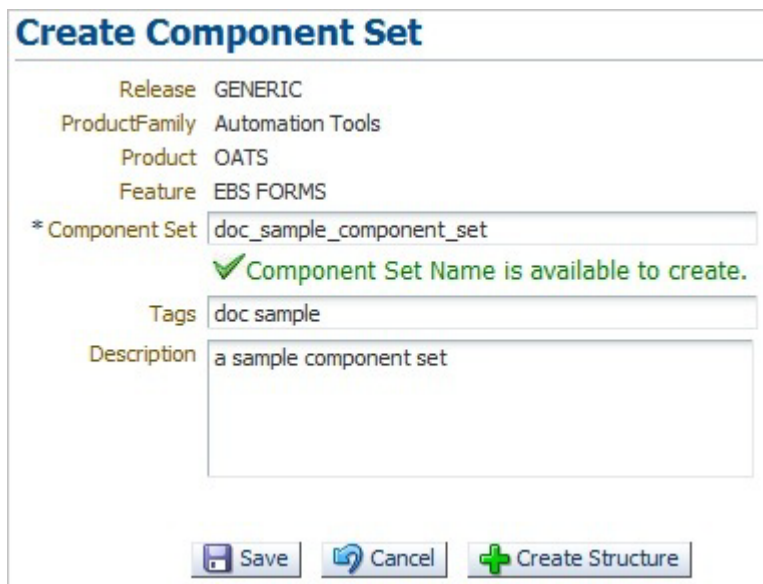 Create Component Set
Release GENERIC
ProductFamily Automation Tools
Product OATS
Feature EBS FORMS
* Component Set doc_sample_component_set
Component Set Name is available to create.
Tags doc sample
Description a sample component set
Save Cancel Create Structure